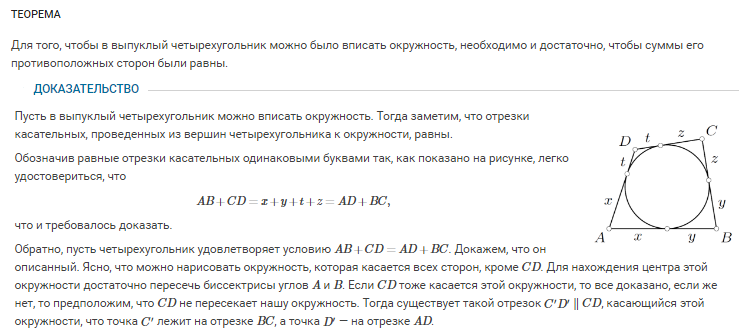 ТЕОРЕМА
Для того, чтобы в выпуклый четырехугольник можно было вписать окружность, необходимо и достаточно, чтобы суммы его
противоположных сторон были равны.
ДОКАЗАТЕЛЬСТВО
Пусть в выпуклый четырехугольник можно вписать окружность. Тогда заметим, что отрезки
касательных, проведенных из вершин четырехугольника к окружности, равны.
Обозначив равные отрезки касательных одинаковыми буквами так, как показано на рисунке, легко
удостовериться, что
AB + CD = x + y + t + z = AD + BC,
что и требовалось доказать.
D t z C
t z
x y
A x y B
Обратно, пусть четырехугольник удовлетворяет условию AB + CD = AD + BC. Докажем, что он
описанный. Ясно, что можно нарисовать окружность, которая касается всех сторон, кроме CD. Для нахождения центра этой
окружности достаточно пересечь биссектрисы углов A и B. Если CD тоже касается этой окружности, то все доказано, если же
нет, то предположим, что CD не пересекает нашу окружность. Тогда существует такой отрезок C′D′ ∥ CD, касающийся этой
окружности, что точка C′ лежит на отрезке BC, а точка D′ — на отрезке AD.